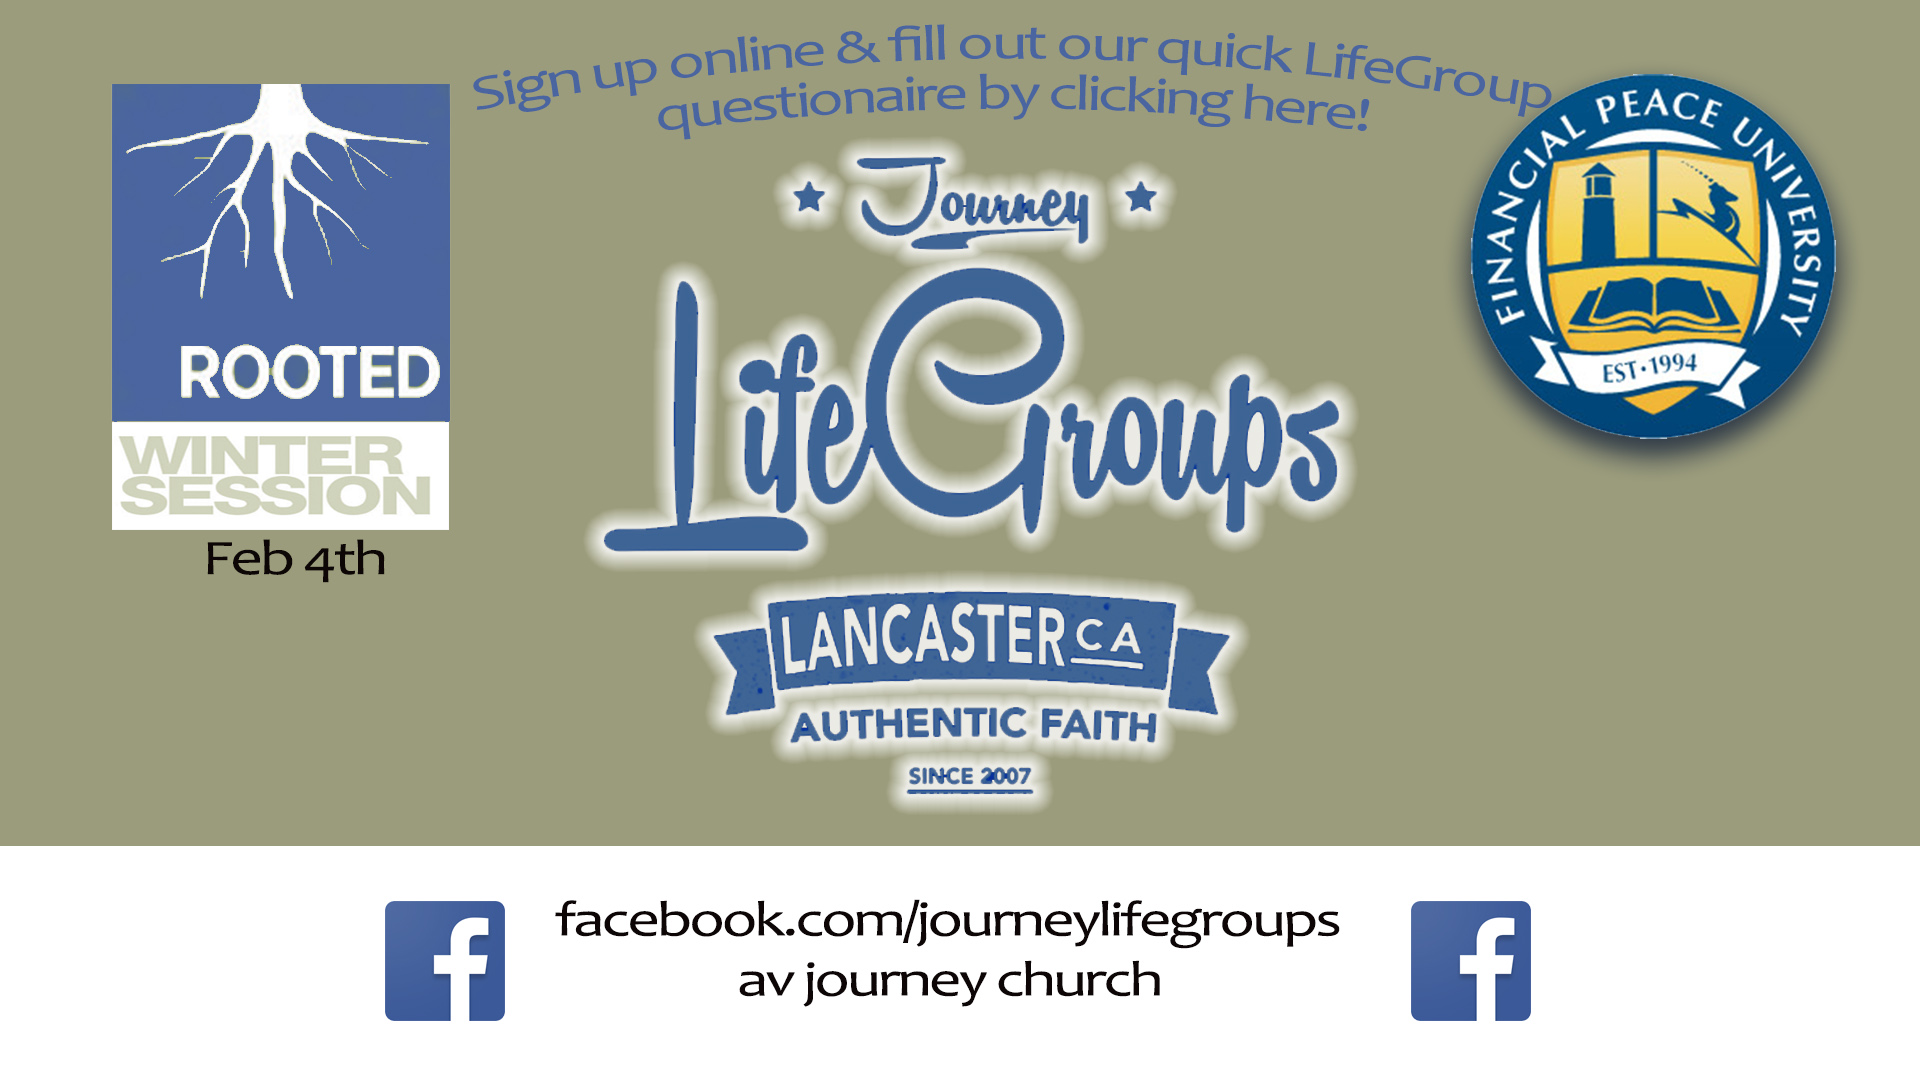 Sign up online & fill out our quick LifeGroup
questionaire by clicking here!
ROOTED
WINTER
SESSION
Feb 4th
Journey
LifeGroups
LANCASTER CA
AUTHENTIC FAITH
SINCE 2007
FINANCIAL PEACE UNIVERSITY
EST • 1994
facebook.com/journeylifegroups
av journey church